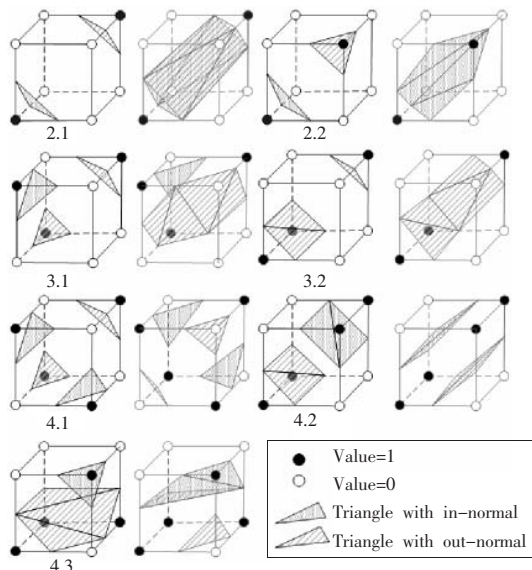 2.1
2.2
3.1
3.2
4.1
4.2
4.3
Value=1
Value=0
Triangle with in-normal
Triangle with out-normal